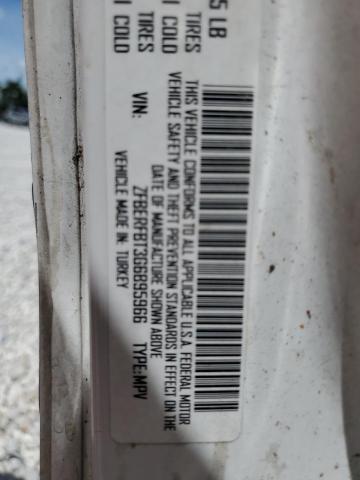 5 LB
TIRES
I COLD
TIRES
I COLD
THIS VEHICLE CONFORMS TO ALL APPLICABLE U.S.A. FEDERAL MOTOR
VEHICLE SAFETY AND THEFT PREVENTION STANDARDS IN EFFECT ON THE
DATE OF MANUFACTURE SHOWN ABOVE
VIN: ZFBERFBT3G6B95966 TYPE:MPV
VEHICLE MADE IN: TURKEY